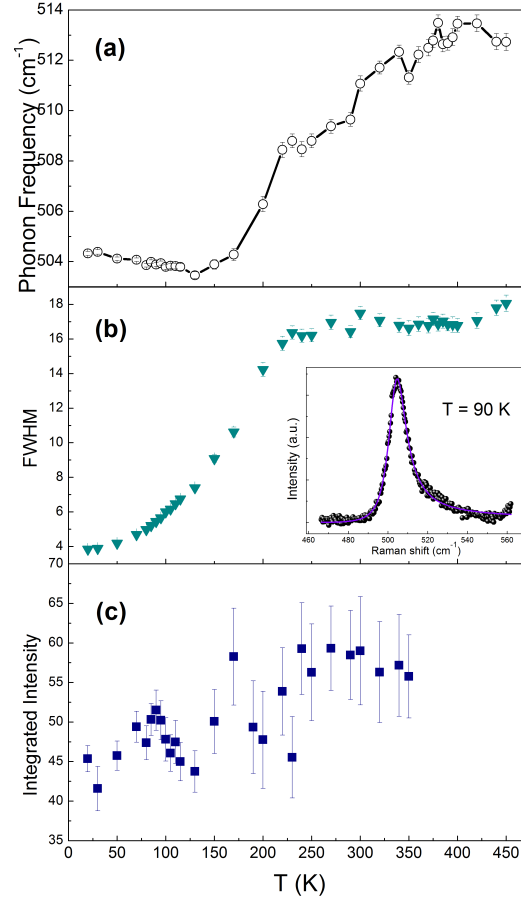 514
(a)
512
510
508
506
504
Phonon Frequency (cm⁻¹)
18
(b)
16
14
12
10
8
6
4
FWHM
T = 90 K
Intensity (a.u.)
460 480 500 520 540 560
Raman shift (cm⁻¹)
70
(c)
65
60
55
50
45
40
35
Integrated Intensity
0 50 100 150 200 250 300 350 400 450
T (K)